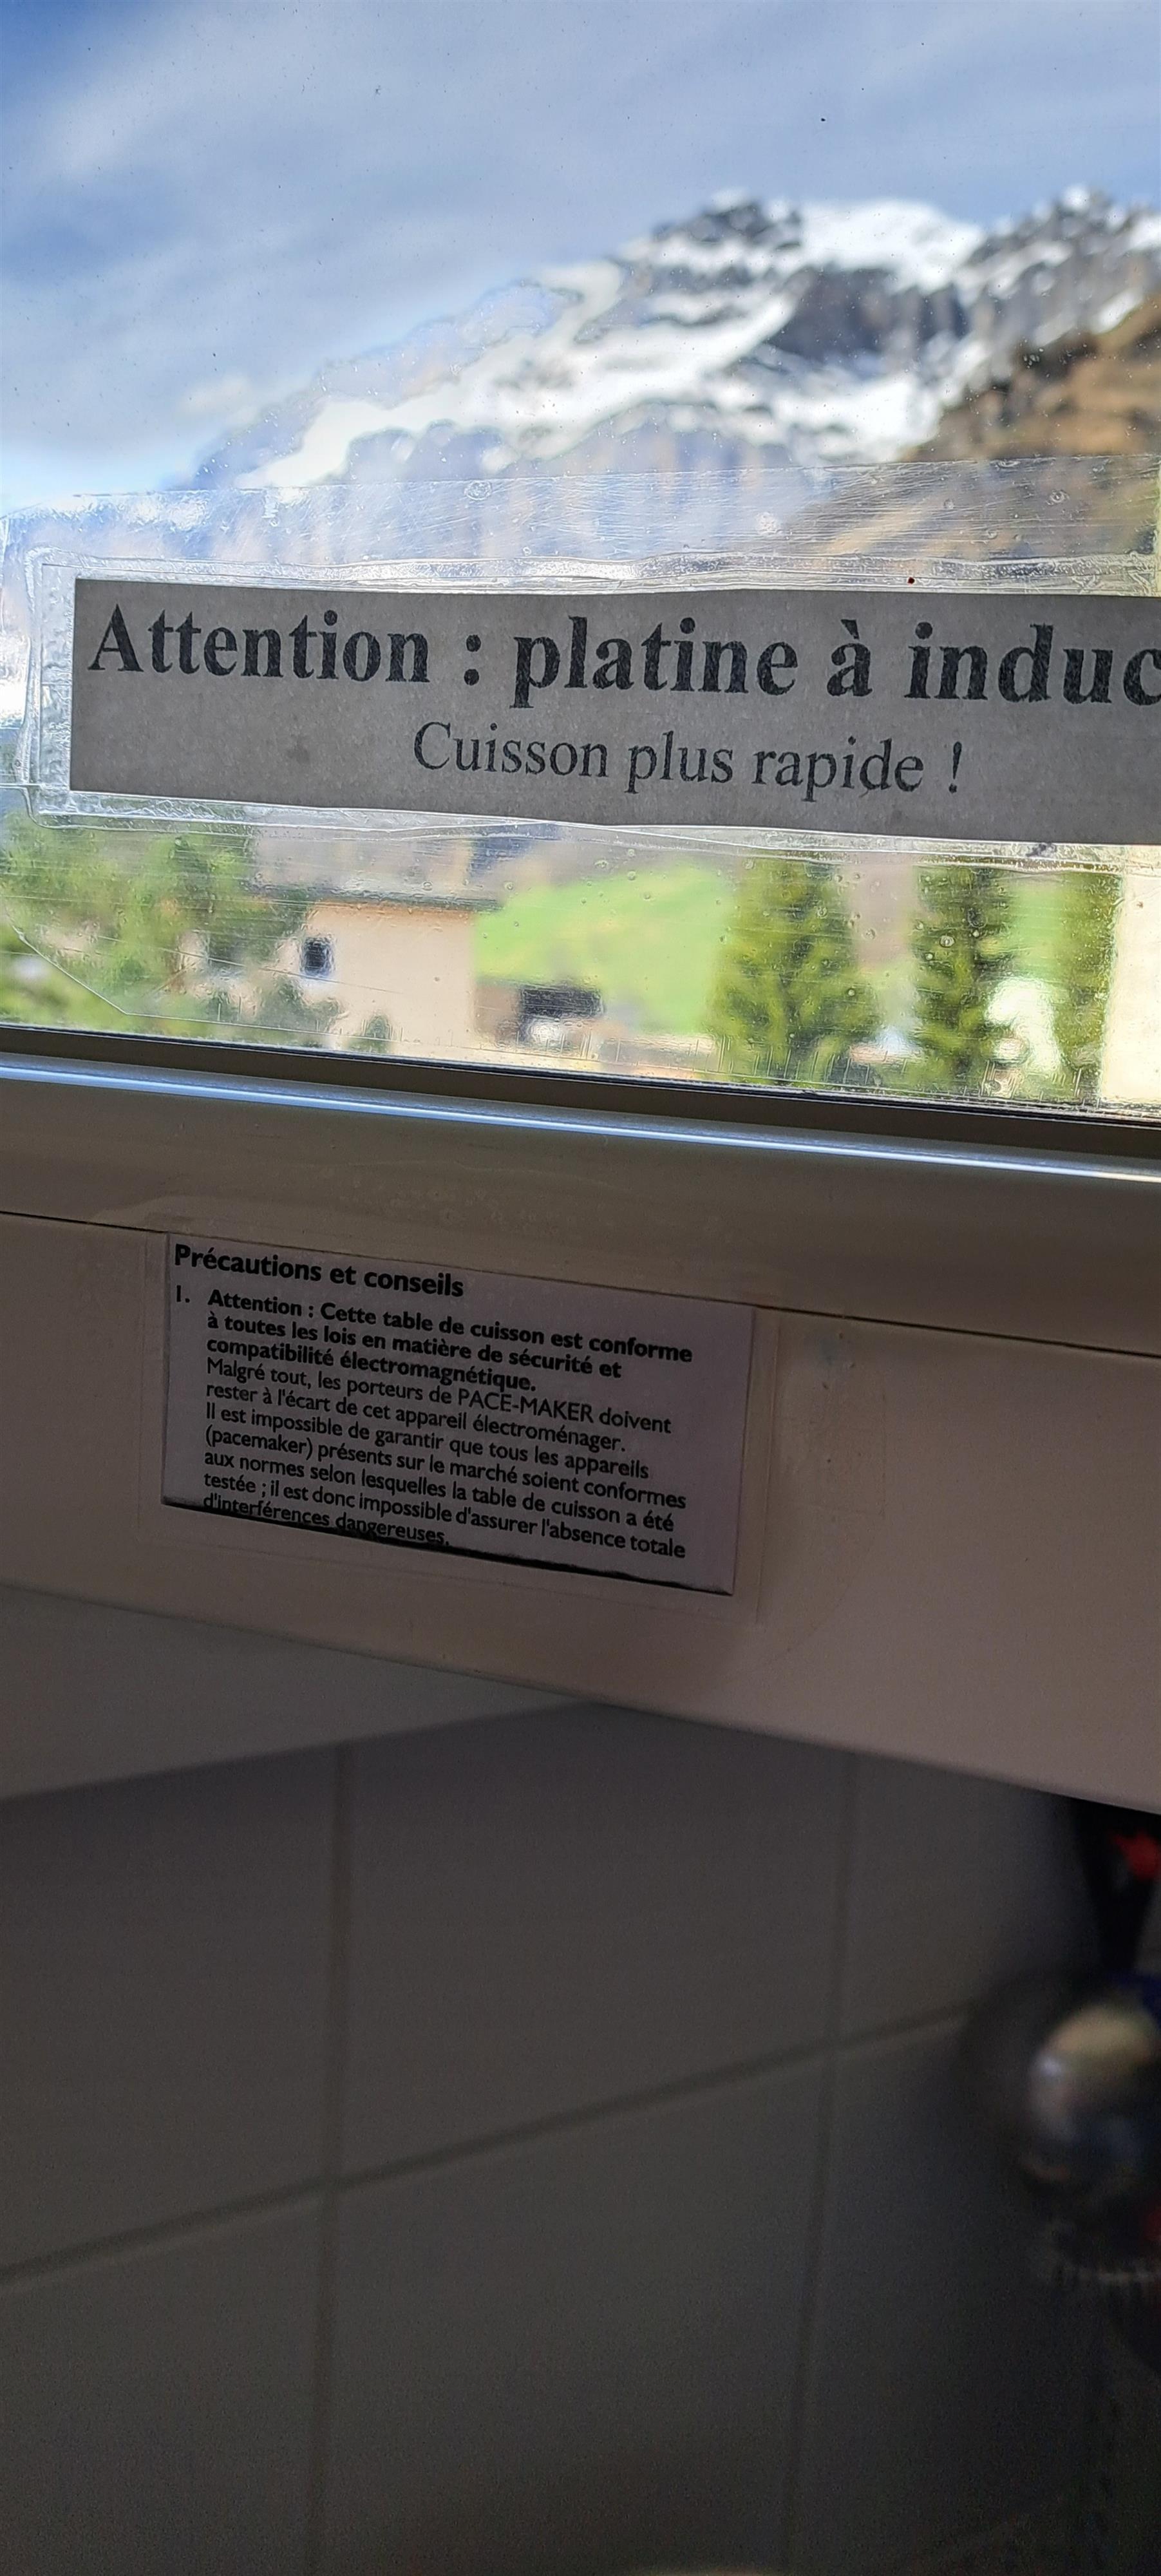 Attention : platine à induc
Cuisson plus rapide !
Précautions et conseils
1. Attention : Cette table de cuisson est conforme
à toutes les lois en matière de sécurité et
compatibilité électromagnétique.
Malgré tout, les porteurs de PACE-MAKER doivent
rester à l'écart de cet appareil électroménager.
Il est impossible de garantir que tous les appareils
(pacemaker) présents sur le marché soient conformes
aux normes selon lesquelles la table de cuisson a été
testée ; il est donc impossible d'assurer l'absence totale
d'interférences dangereuses.